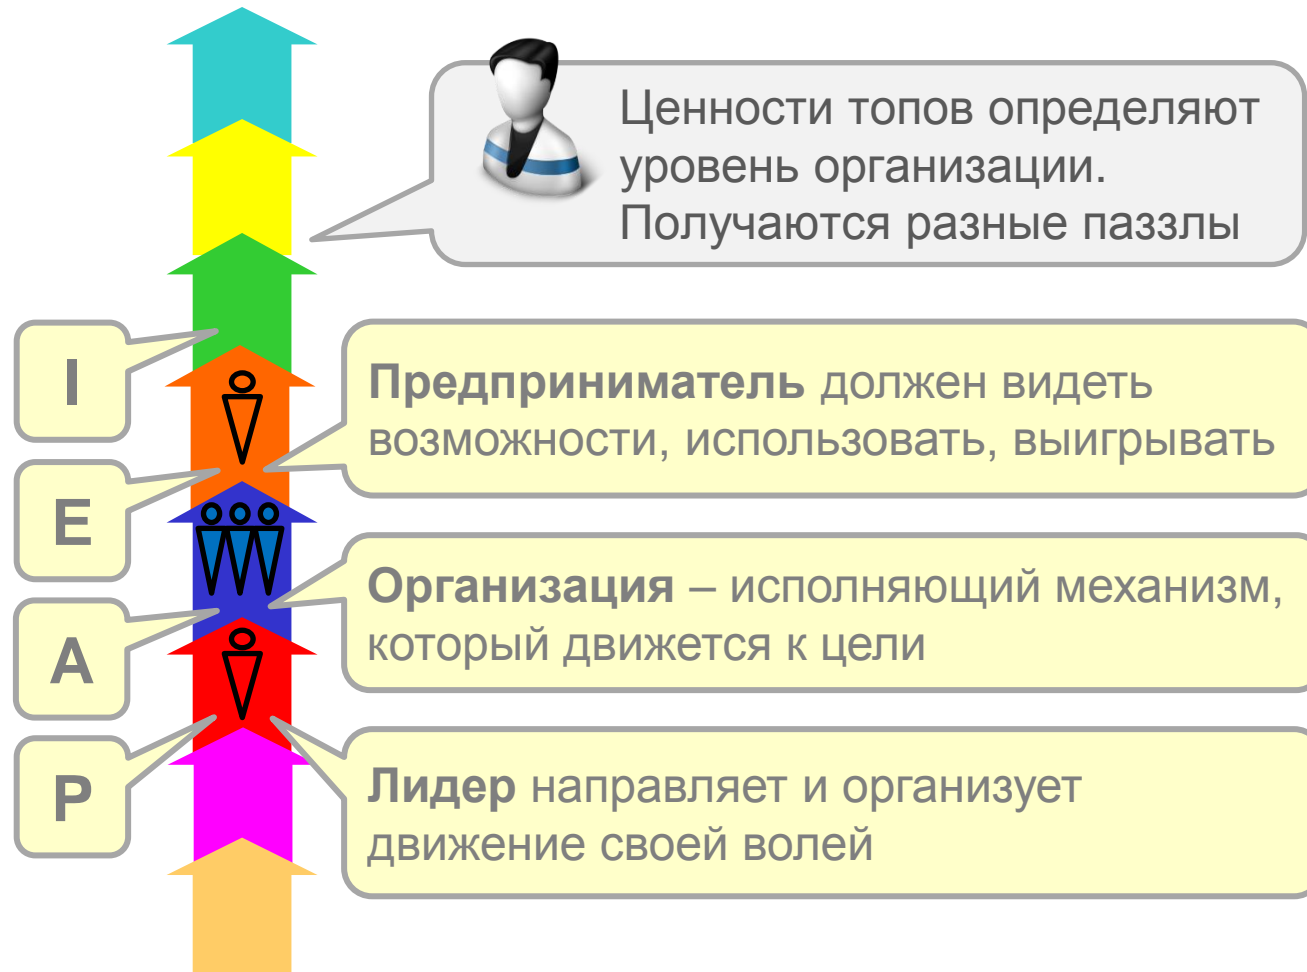 Ценности топов определяют
уровень организации.
Получаются разные паззлы
I
Предприниматель должен видеть
возможности, использовать, выигрывать
E
Организация – исполняющий механизм,
который движется к цели
A
P
Лидер направляет и организует
движение своей волей